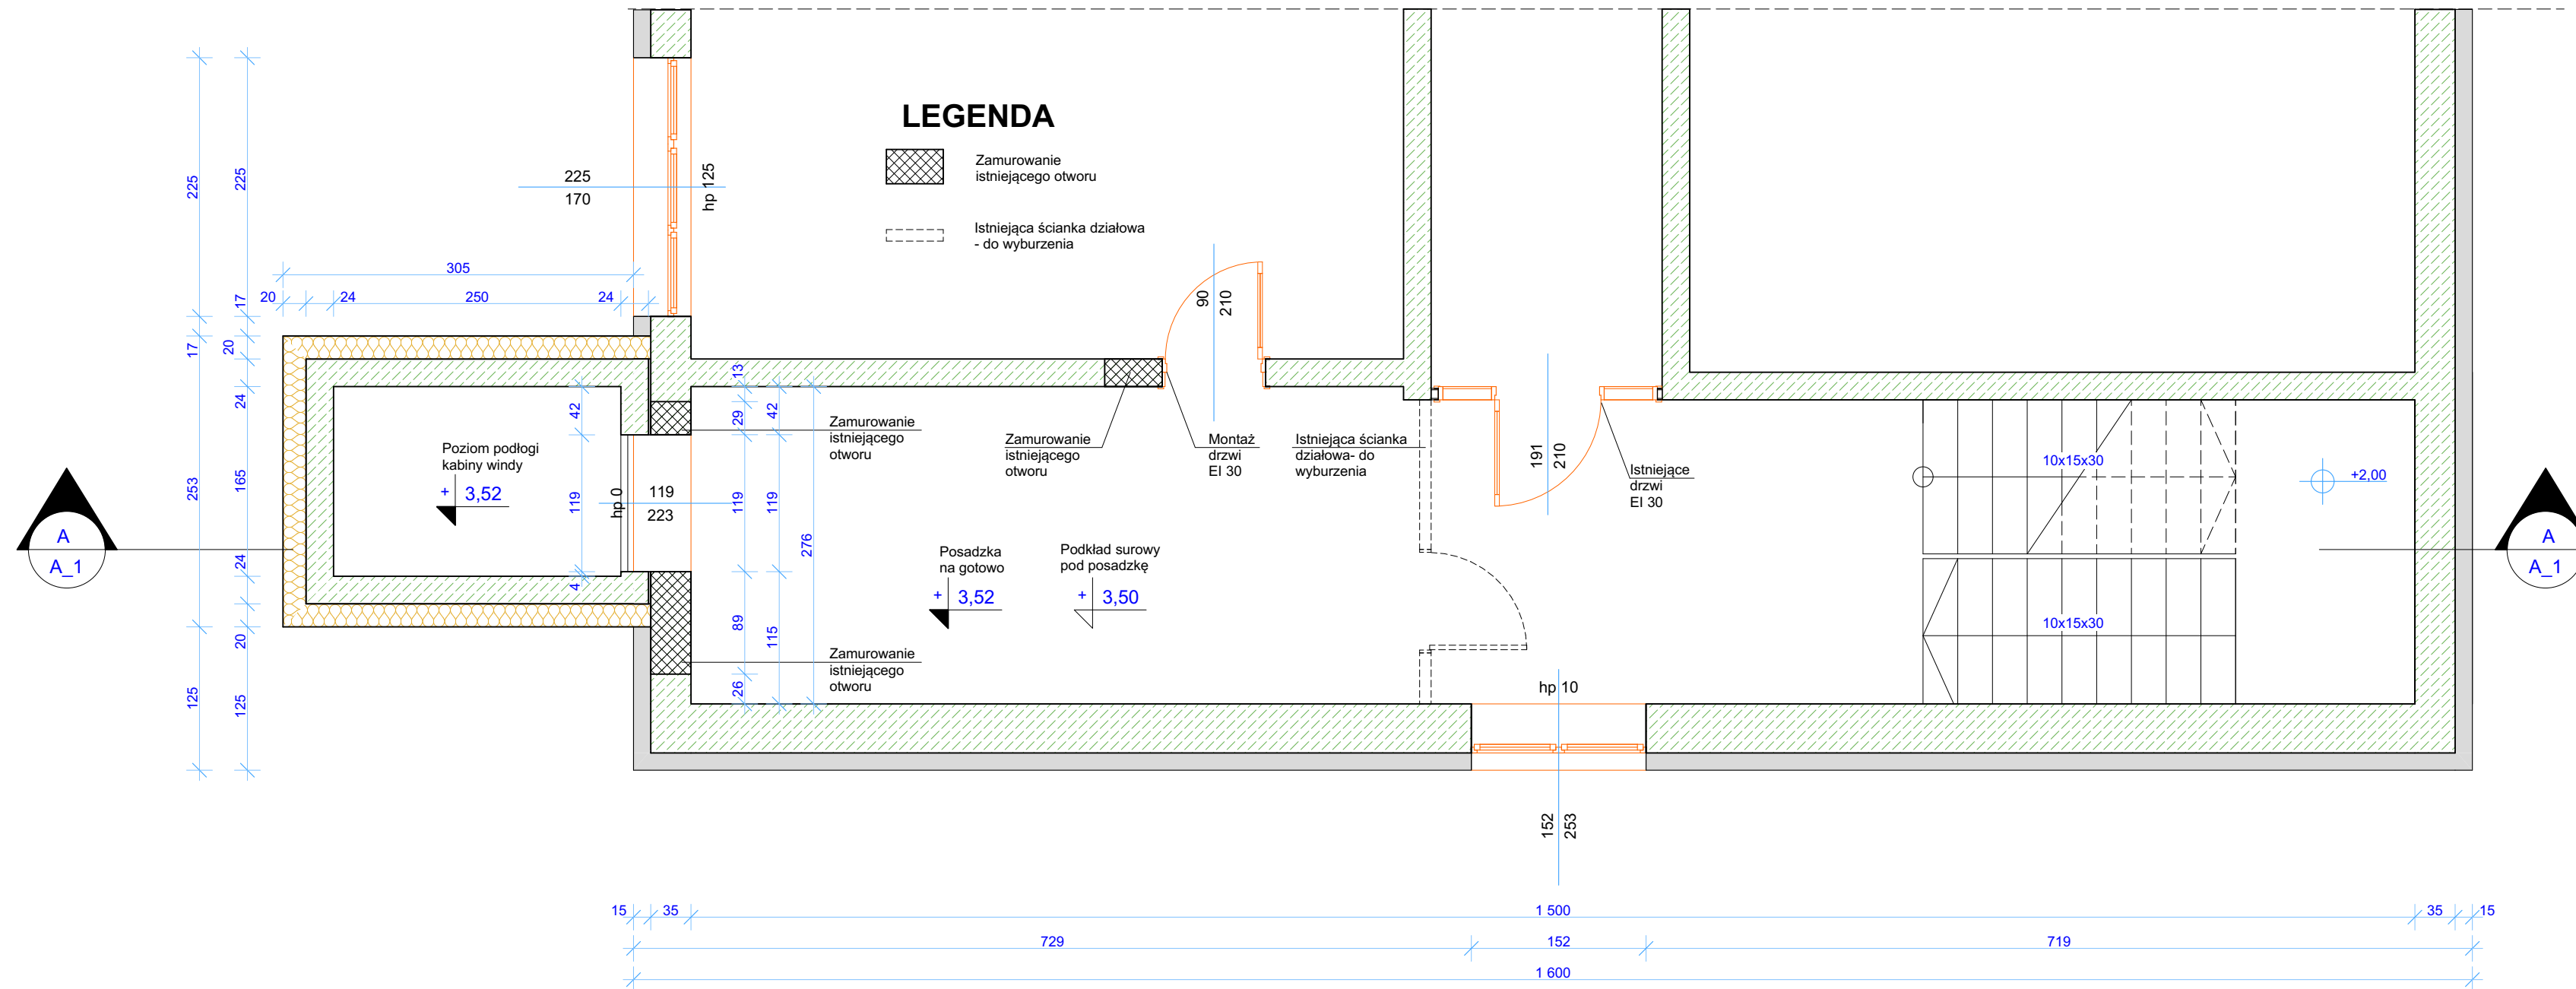 LEGENDA
Zamurowanie
istniejącego otworu
Istniejąca ścianka działowa
- do wyburzenia
225
170
hp 125
225
225
305
20
24
250
24
17
17
20
24
253
165
24
20
125
125
90
210
13
42
29
42
119
119
119
276
4
89
115
26
Poziom podłogi
kabiny windy
+ 3,52
hp 0
119
223
Zamurowanie
istniejącego
otworu
Zamurowanie
istniejącego
otworu
Montaż
drzwi
EI 30
Istniejąca ścianka
działowa- do
wyburzenia
191
210
Istniejące
drzwi
EI 30
10x15x30
+2,00
A
A_1
A
A_1
Posadzka
na gotowo
+ 3,52
Podkład surowy
pod posadzkę
+ 3,50
10x15x30
Zamurowanie
istniejącego
otworu
hp 10
152
253
15
35
1 500
35
15
729
152
719
1 600